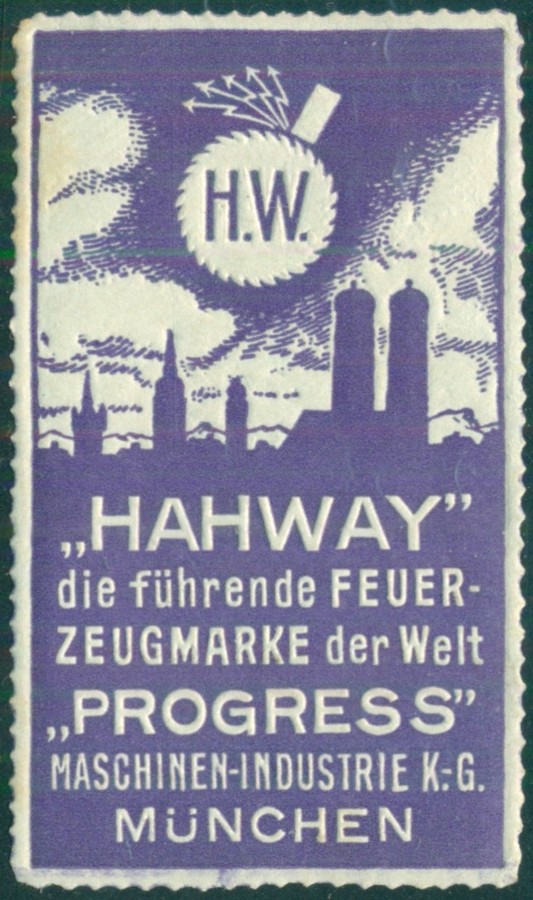 H.W.
„HAHWAY”
die führende FEUER-
ZEUGMARKE der Welt
„PROGRESS”
MASCHINEN-INDUSTRIE K.-G.
MÜNCHEN